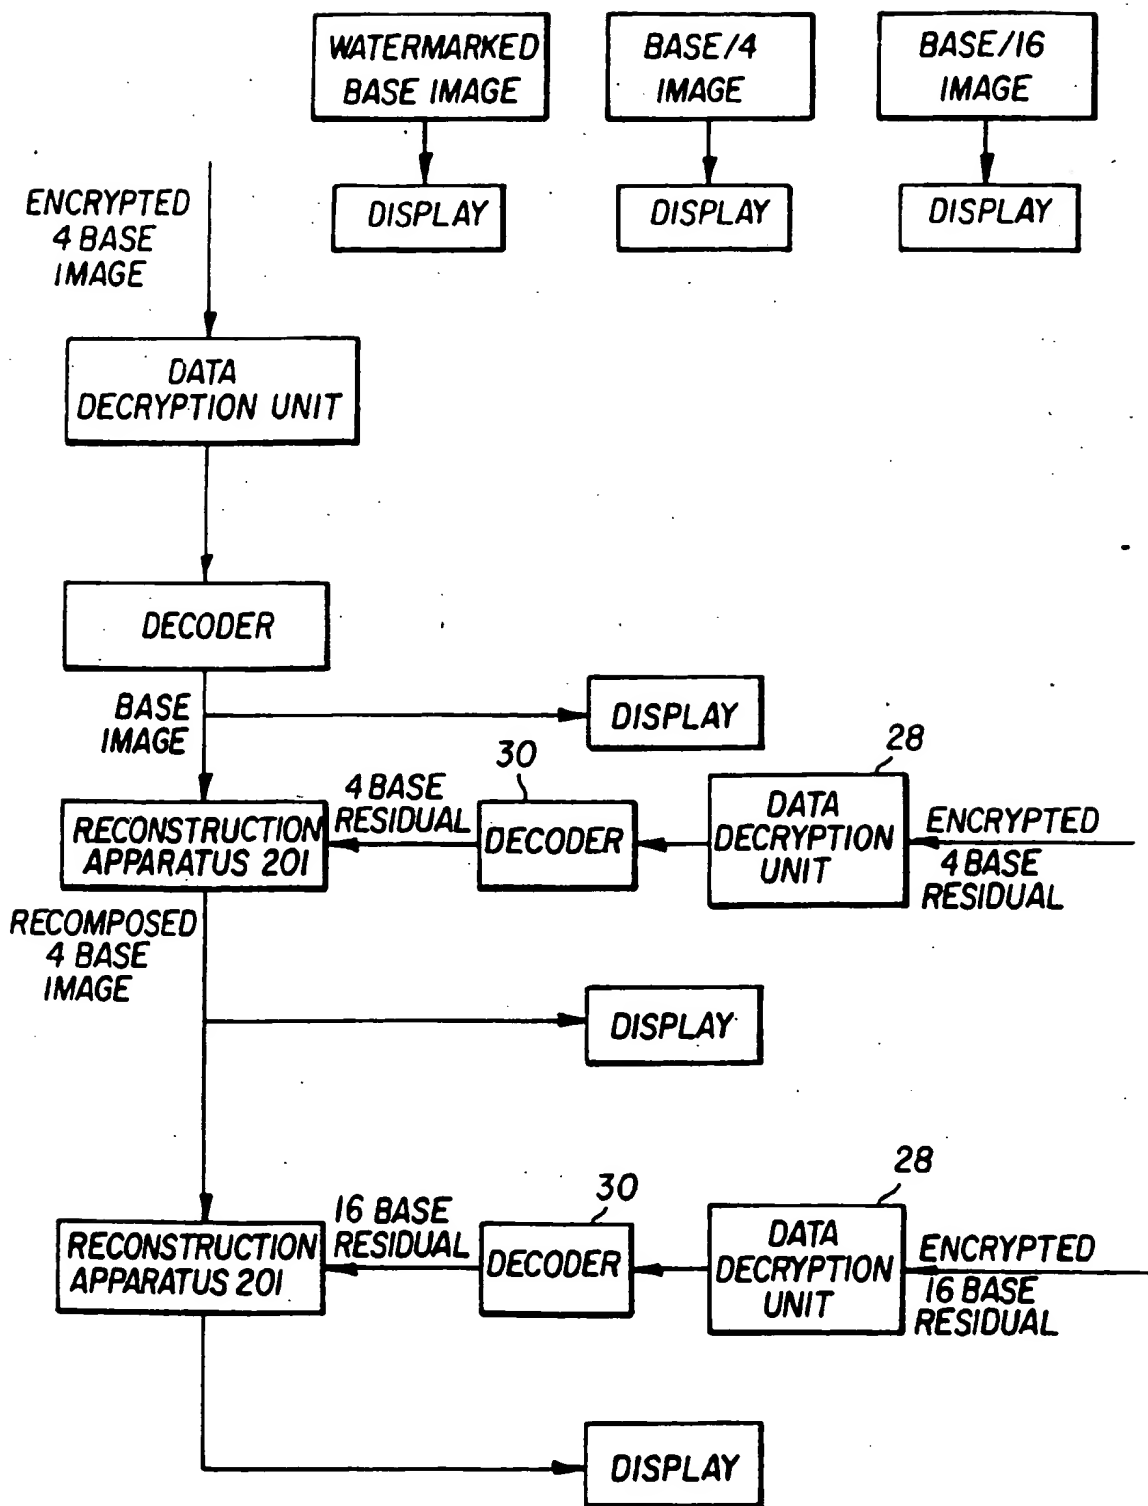 WATERMARKED
BASE IMAGE
BASE/4
IMAGE
BASE/16
IMAGE
DISPLAY
DISPLAY
DISPLAY
ENCRYPTED
4 BASE
IMAGE
DATA
DECRYPTION UNIT
DECODER
BASE
IMAGE
DISPLAY
30
28
RECONSTRUCTION
APPARATUS 201
4 BASE
RESIDUAL
DECODER
DATA
DECRYPTION
UNIT
ENCRYPTED
4 BASE
RESIDUAL
RECOMPOSED
4 BASE
IMAGE
DISPLAY
30
28
RECONSTRUCTION
APPARATUS 201
16 BASE
RESIDUAL
DECODER
DATA
DECRYPTION
UNIT
ENCRYPTED
16 BASE
RESIDUAL
DISPLAY